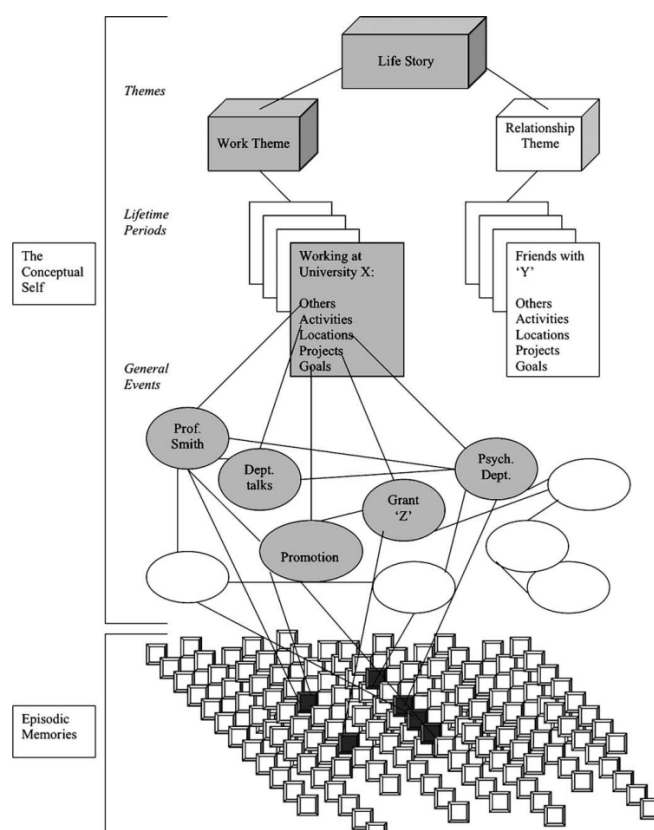 Life Story
Themes
Work Theme
Relationship
Theme
Lifetime
Periods
The
Conceptual
Self
Working at
University X:
Others
Activities
Locations
Projects
Goals
Friends with
‘Y’
Others
Activities
Locations
Projects
Goals
General
Events
Prof.
Smith
Dept.
talks
Psych.
Dept.
Grant
‘Z’
Promotion
Episodic
Memories